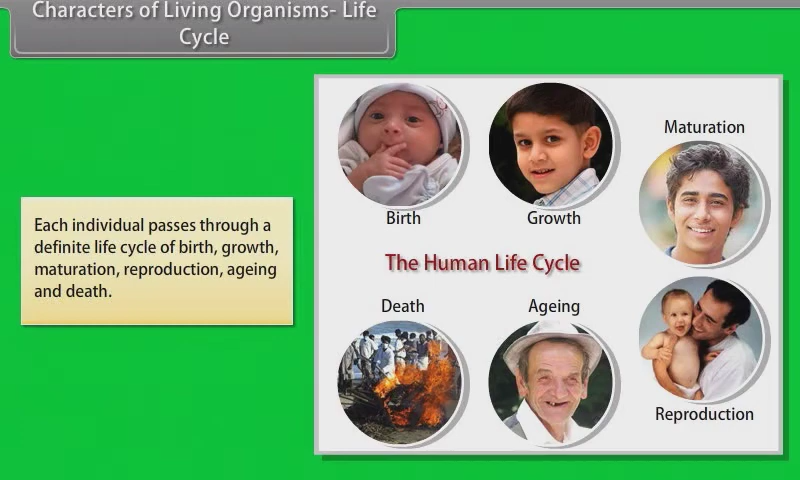 Characters of Living Organisms- Life
Cycle
Each individual passes through a
definite life cycle of birth, growth,
maturation, reproduction, ageing
and death.
Maturation
Birth
Growth
The Human Life Cycle
Death
Ageing
Reproduction